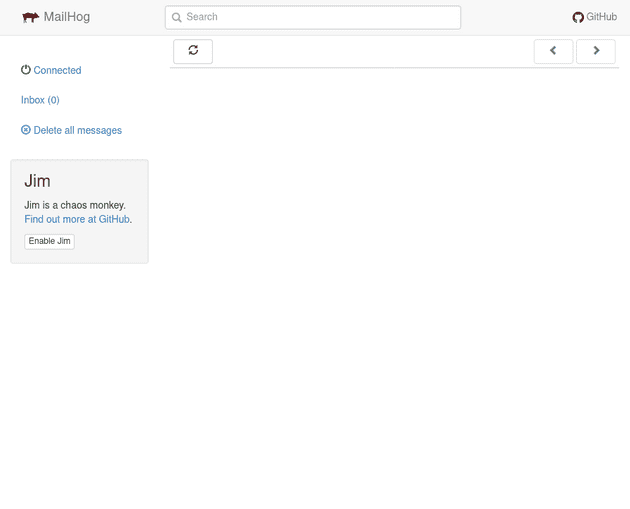 MailHog
Search
GitHub
Connected
Inbox (0)
Delete all messages
Jim
Jim is a chaos monkey.
Find out more at GitHub.
Enable Jim